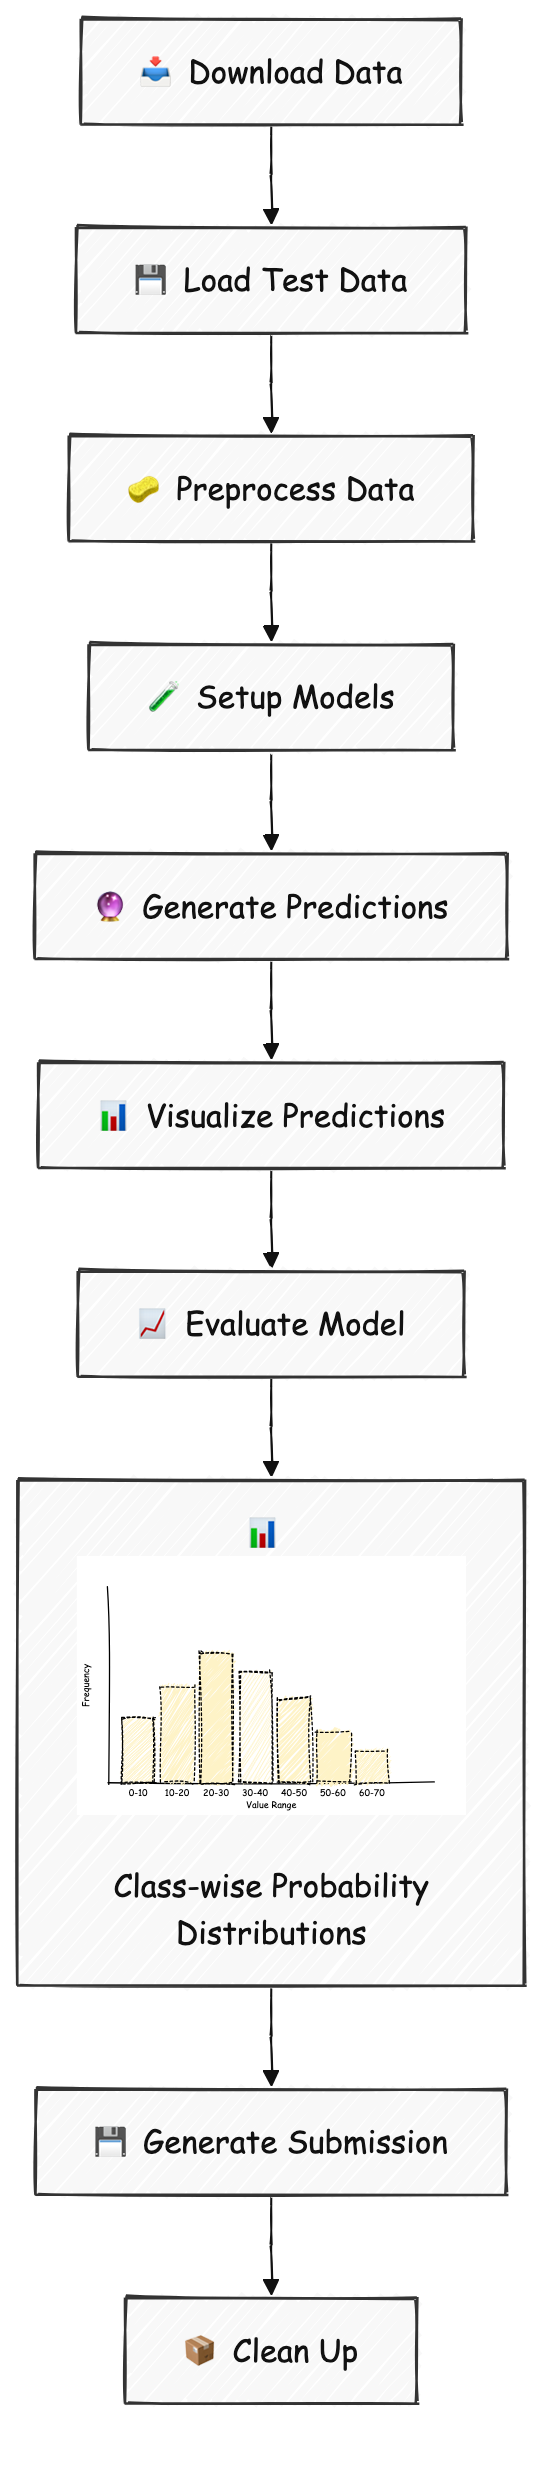 Download Data
Load Test Data
Preprocess Data
Setup Models
Generate Predictions
Visualize Predictions
Evaluate Model
Frequency
0-10 10-20 20-30 30-40 40-50 50-60 60-70
Value Range
Class-wise Probability
Distributions
Generate Submission
Clean Up